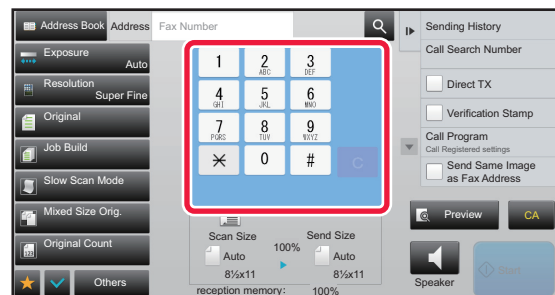 Address Book
Address
Fax Number
Exposure
Auto
Resolution
Super Fine
Original
Job Build
Slow Scan Mode
Mixed Size Orig.
Original Count
Others
1
2
ABC
3
DEF
4
GHI
5
JKL
6
MNO
7
PQRS
8
TUV
9
WXYZ
0
#
C
Scan Size
Auto
8½x11
100%
Send Size
Auto
8½x11
reception memory: 100%
Sending History
Call Search Number
Direct TX
Verification Stamp
Call Program
Call Registered settings
Send Same Image
as Fax Address
Preview
CA
Speaker
Start